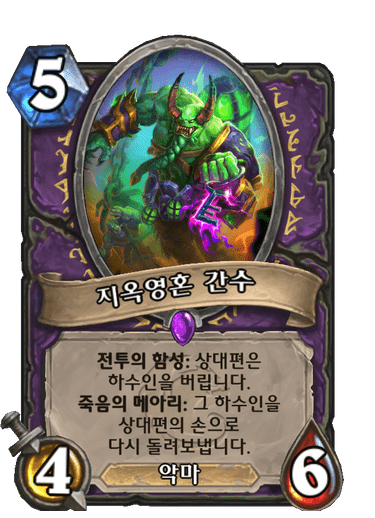 5
지옥영혼 간수
전투의 함성: 상대편은
하수인을 버립니다.
죽음의 메아리: 그 하수인을
상대편의 손으로
다시 돌려보냅니다.
4
악마
6